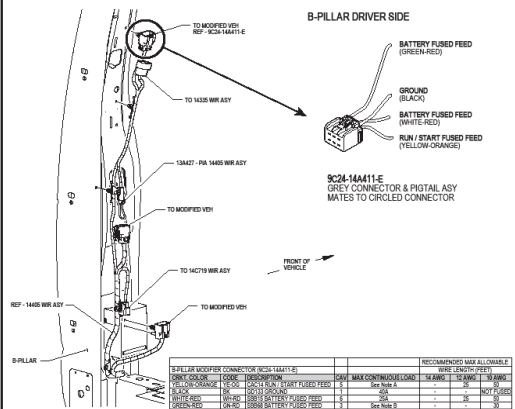 B-PILLAR DRIVER SIDE
TO MODIFIED VEH
REF - 9C24-14A411-E
BATTERY FUSED FEED
(GREEN-RED)
GROUND
(BLACK)
BATTERY FUSED FEED
(WHITE-RED)
RUN / START FUSED FEED
(YELLOW-ORANGE)
TO 14335 WIR ASY
13A427 - PIA 14405 WIR ASY
9C24-14A411-E
GREY CONNECTOR & PIGTAIL ASY
MATES TO CIRCLED CONNECTOR
TO MODIFIED VEH
FRONT OF
VEHICLE
TO 14C719 WIR ASY
REF - 14405 WIR ASY
TO MODIFIED VEH
B-PILLAR
RECOMMENDED MAX ALLOWABLE
B-PILLAR MODIFIER CONNECTOR (9C24-14A411-E) WIRE LENGTH (FEET)
CRKT. COLOR CODE DESCRIPTION CAV MAX CONTINUOUS LOAD 14 AWG 12 AWG 10 AWG
YELLOW-ORANGE YE-OG CAC14 RUN / START FUSED FEED 5 See Note A - 25 50
BLACK BK GD133 GROUND 1 40A - - NOT FUSED
WHITE-RED WH-RD SBB15 BATTERY FUSED FEED 6 25A - 25 50
GREEN-RED GN-RD SBB68 BATTERY FUSED FEED 3 See Note B - - 30